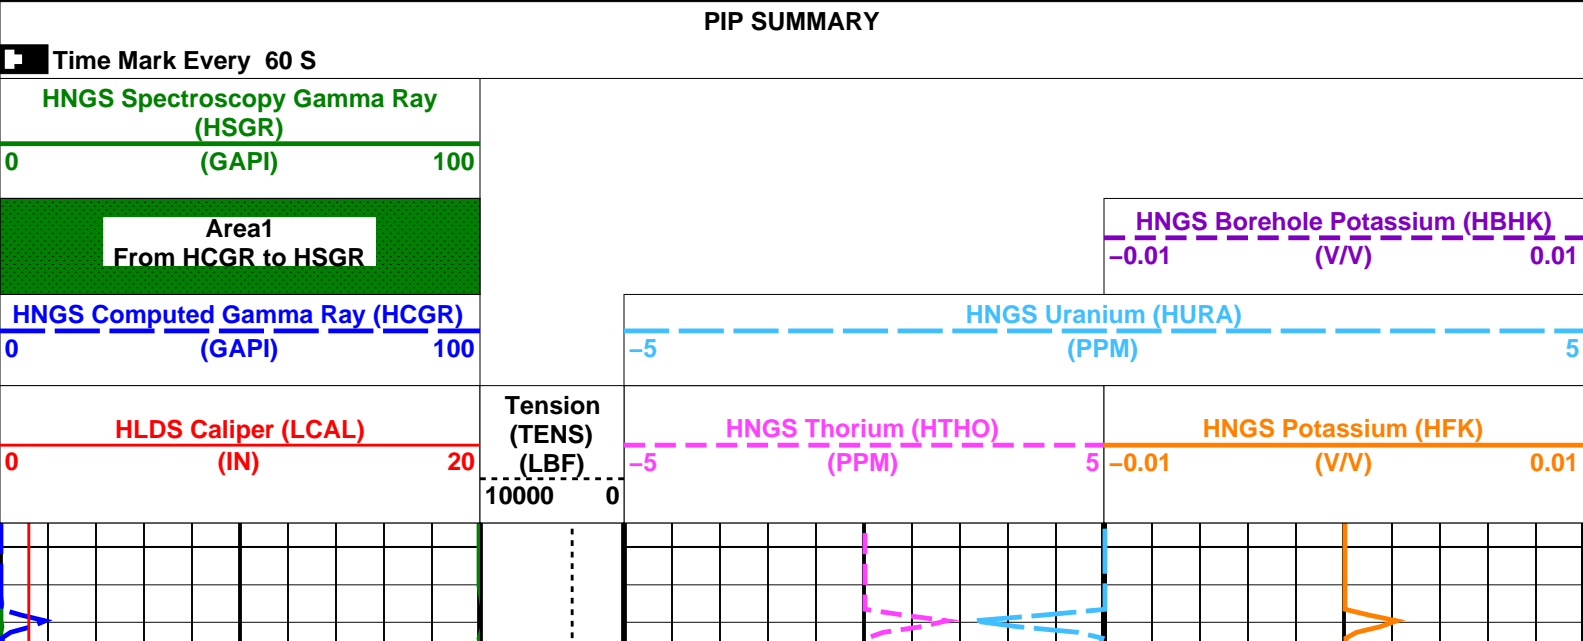 PIP SUMMARY
Time Mark Every 60 S
HNGS Spectroscopy Gamma Ray
(HSGR)
0 (GAPI) 100
Area1
From HCGR to HSGR
HNGS Borehole Potassium (HBHK)
−0.01 (V/V) 0.01
HNGS Computed Gamma Ray (HCGR)
0 (GAPI) 100
HNGS Uranium (HURA)
−5 (PPM) 5
HLDS Caliper (LCAL)
0 (IN) 20
Tension
(TENS)
(LBF)
10000 0
HNGS Thorium (HTHO)
−5 (PPM) 5
HNGS Potassium (HFK)
−0.01 (V/V) 0.01